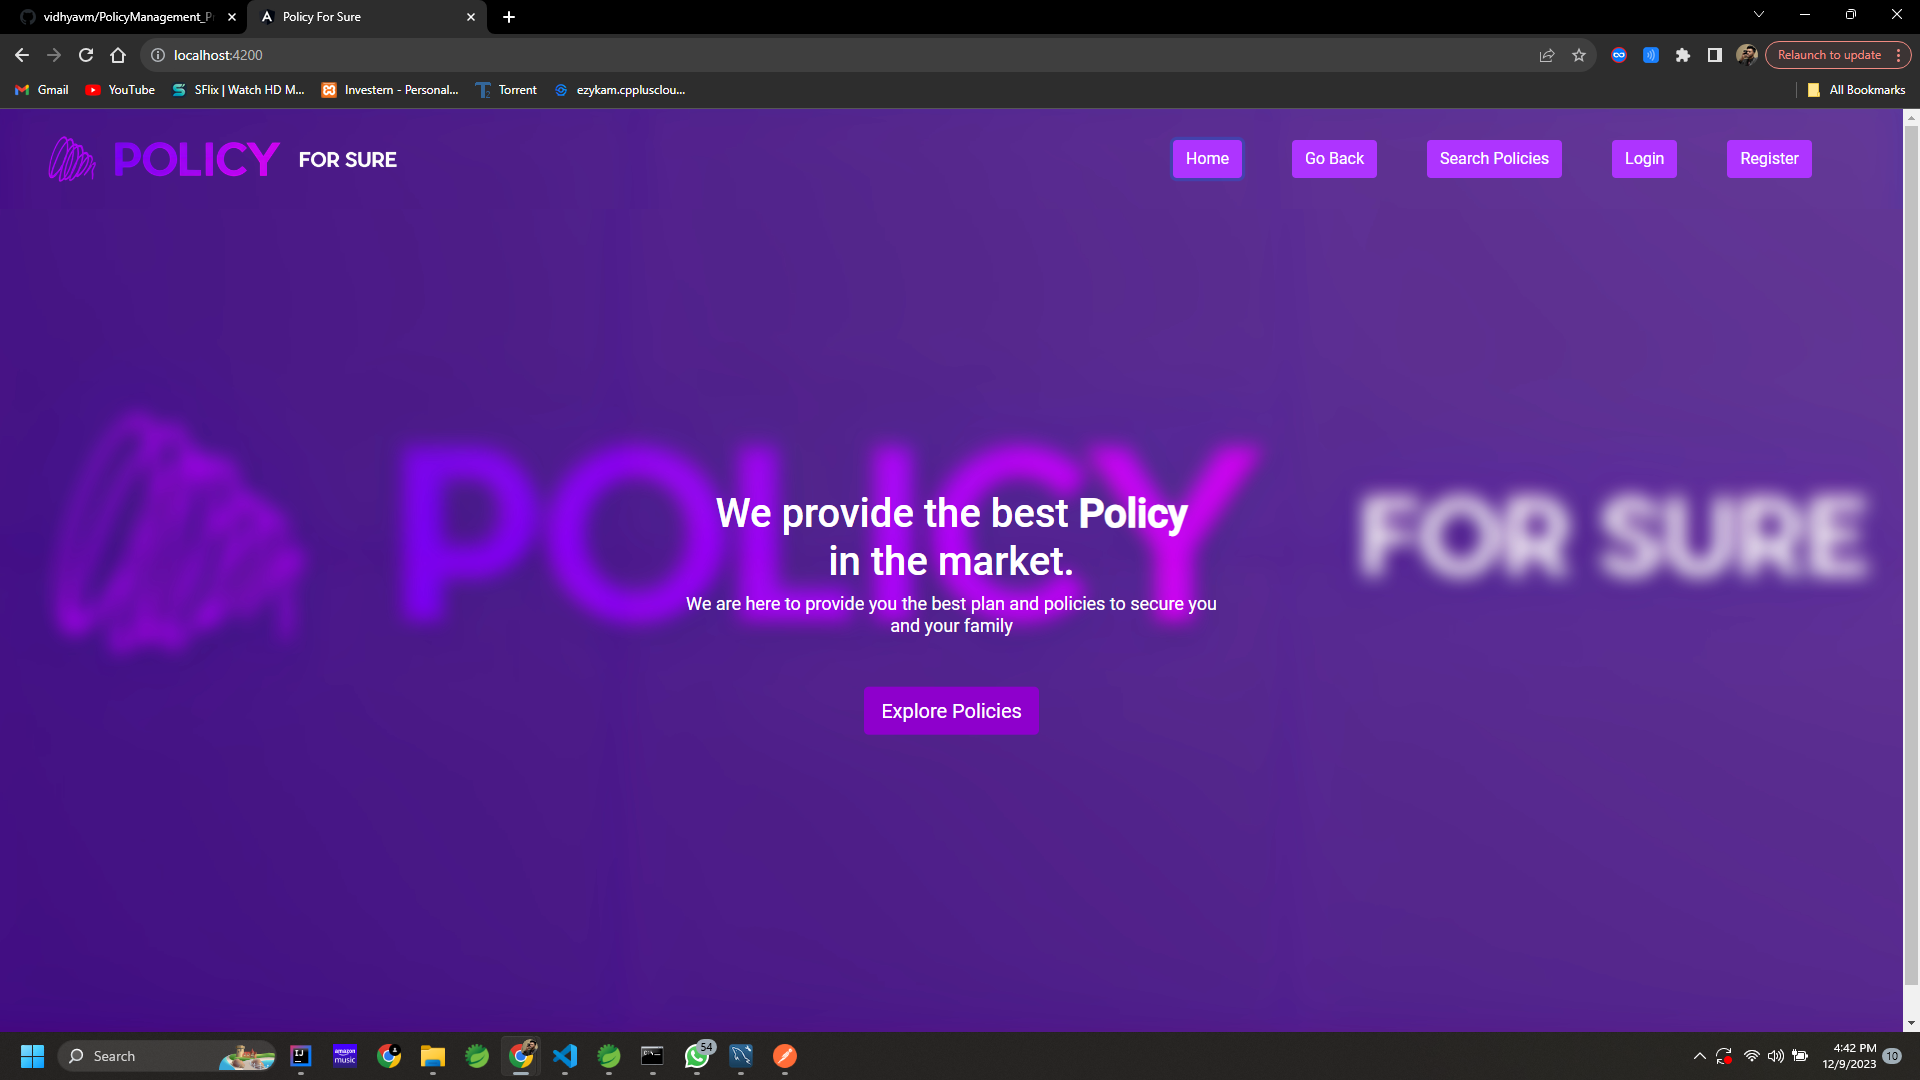 vidhyavm/PolicyManagement_P
Policy For Sure
localhost:4200
Relaunch to update
Gmail
YouTube
SFlix | Watch HD M...
Investern - Personal...
Torrent
ezykam.cpplusclou...
All Bookmarks
POLICY FOR SURE
Home
Go Back
Search Policies
Login
Register
POLICY FOR SURE
We provide the best Policy
in the market.
We are here to provide you the best plan and policies to secure you
and your family
Explore Policies
Search
IJ
amazon
music
54
4:42 PM
12/9/2023
10